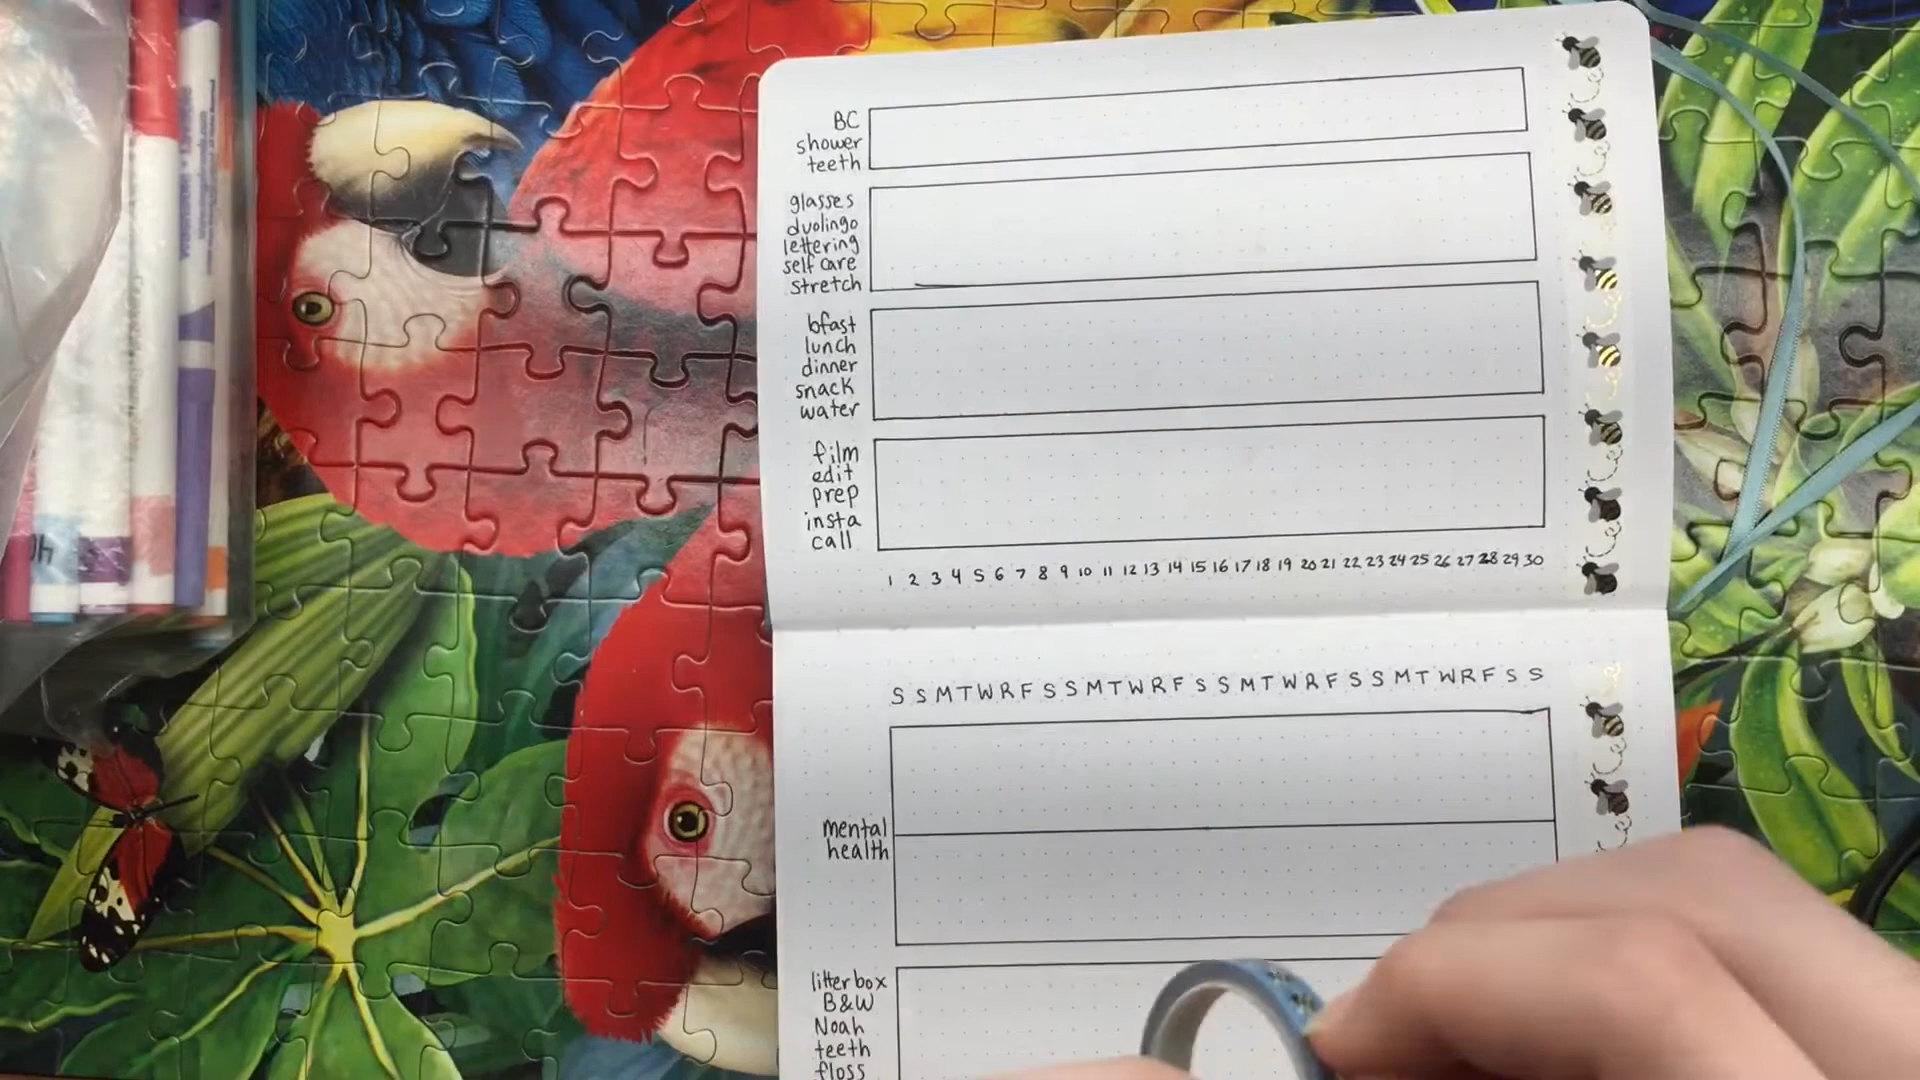 BC
shower
teeth
glasses
duolingo
lettering
self care
stretch
bfast
lunch
dinner
snack
water
film
edit
prep
insta
call
1 2 3 4 5 6 7 8 9 10 11 12 13 14 15 16 17 18 19 20 21 22 23 24 25 26 27 28 29 30
S S M T W R F S S M T W R F S S M T W R F S S M T W R F S S
mental
health
litterbox
B&W
Noah
teeth
floss